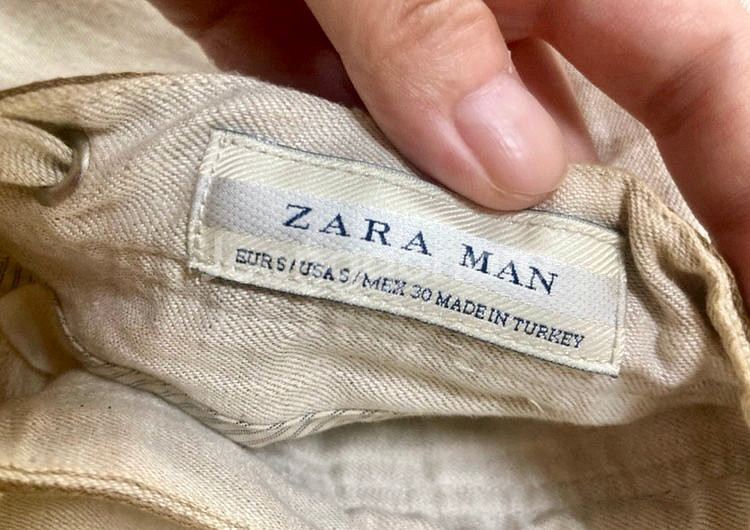 ZARA MAN
EUR S / USA S / MEX 30 MADE IN TURKEY